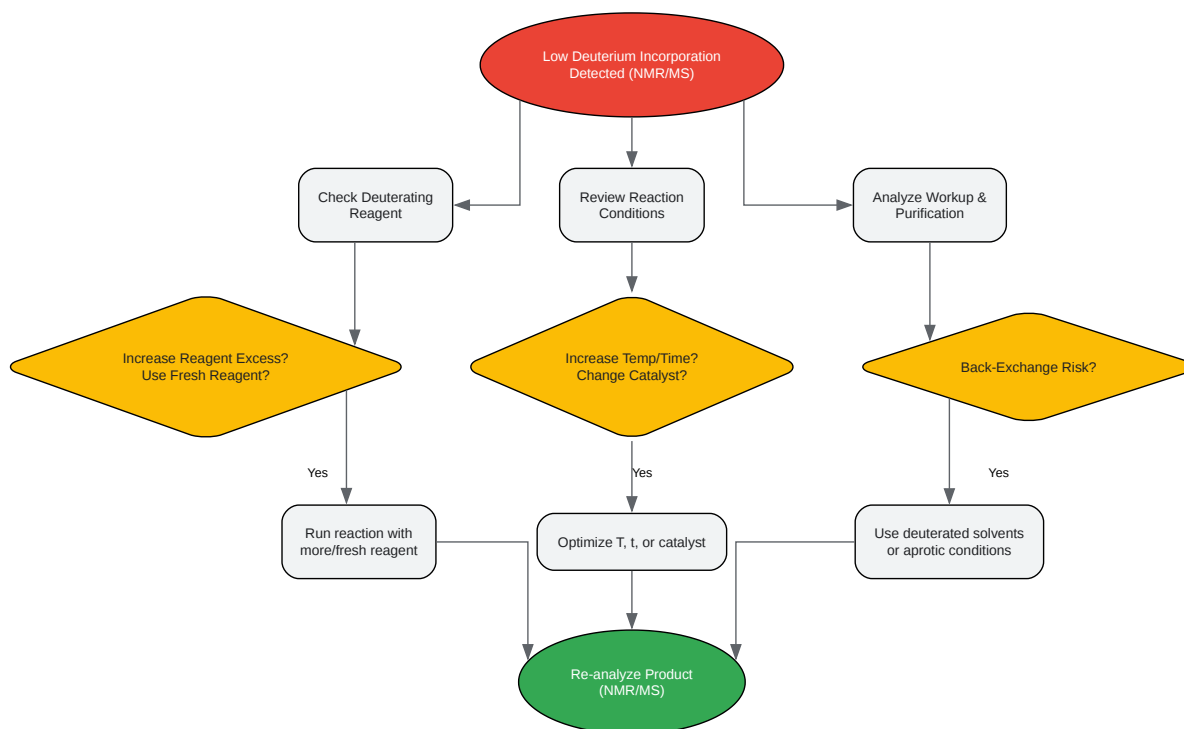 Low Deuterium Incorporation
Detected (NMR/MS)
Check Deuterating
Reagent
Review Reaction
Conditions
Analyze Workup &
Purification
Increase Reagent Excess?
Use Fresh Reagent?
Increase Temp/Time?
Change Catalyst?
Back-Exchange Risk?
Yes
Yes
Yes
Run reaction with
more/fresh reagent
Optimize T, t, or catalyst
Use deuterated solvents
or aprotic conditions
Re-analyze Product
(NMR/MS)